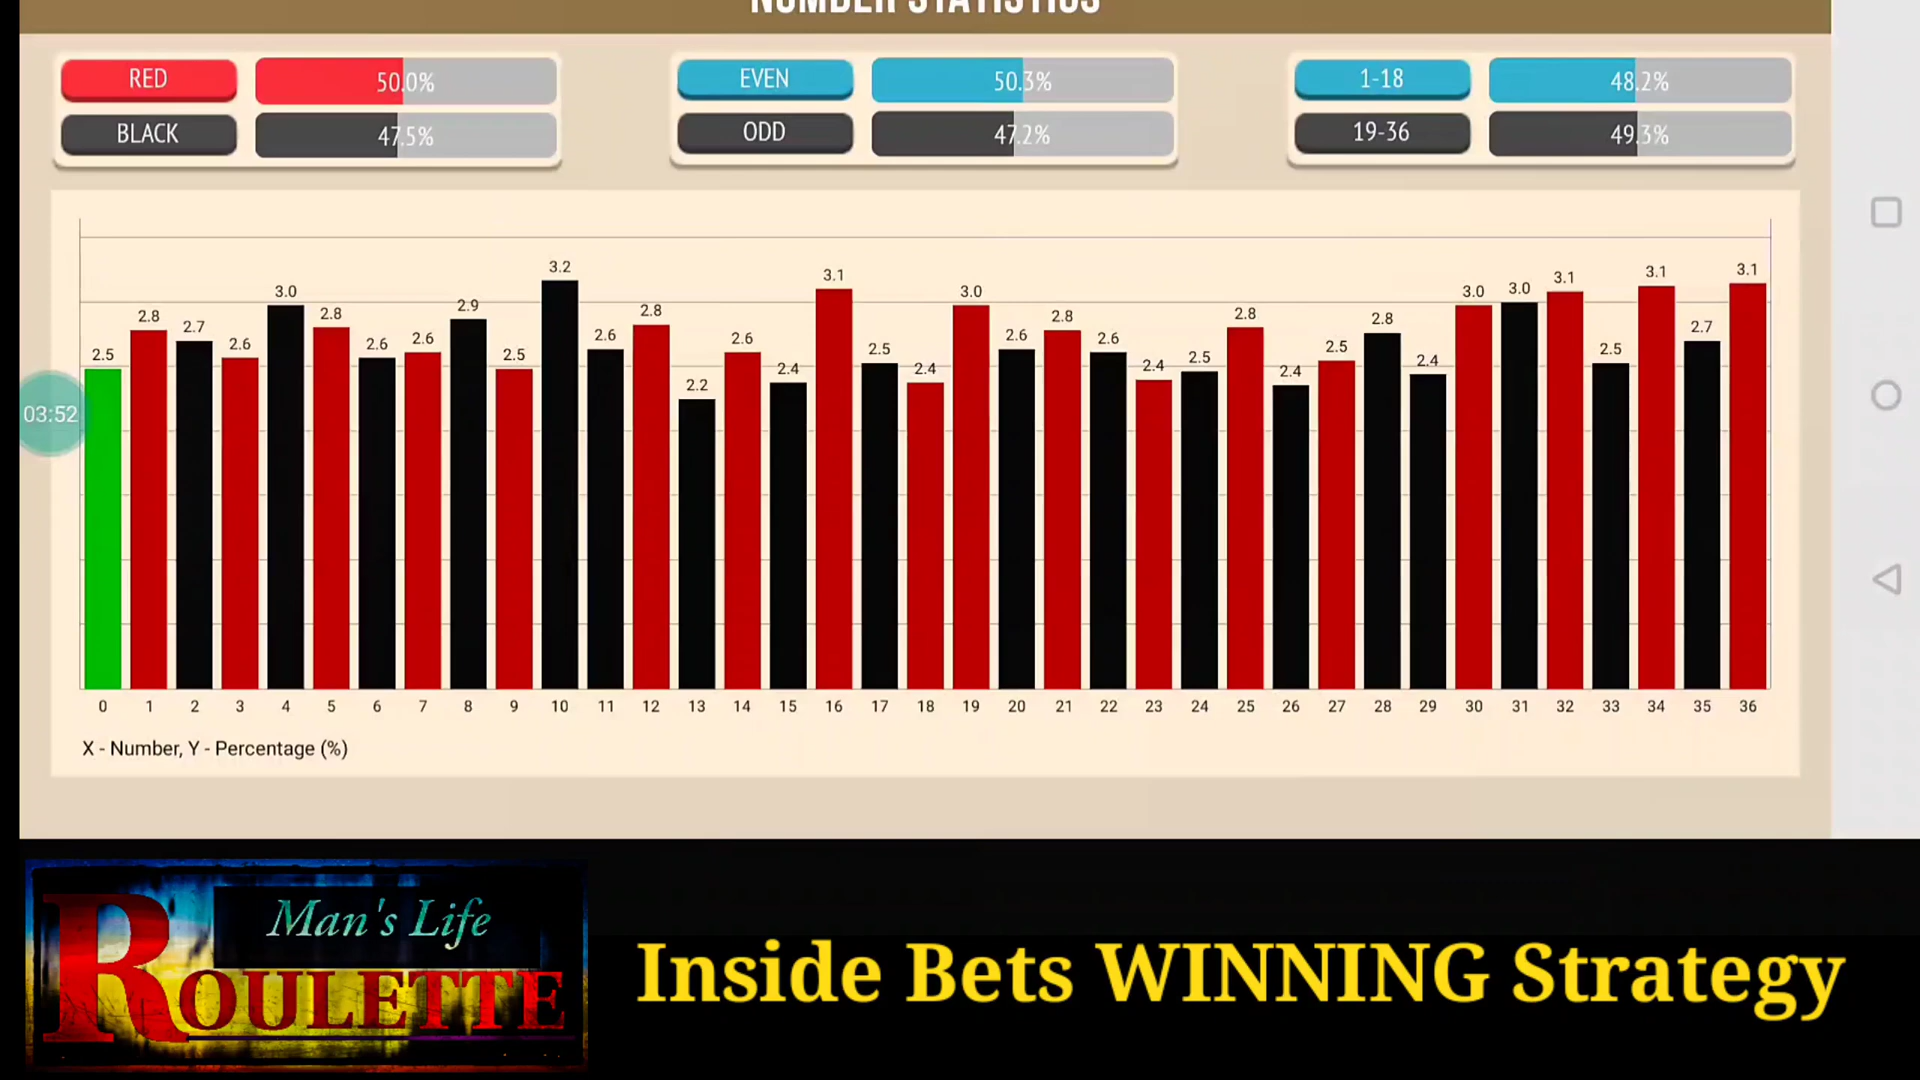 NUMBER STATISTICS
RED 50.0% EVEN 50.3% 1-18 48.2%
BLACK 47.5% ODD 47.2% 19-36 49.3%
2.5 2.8 2.7 2.6 3.0 2.8 2.6 2.6 2.9 2.5 3.2 2.6 2.8 2.2 2.6 2.4 3.1 2.5 2.4 3.0 2.6 2.8 2.6 2.4 2.5 2.8 2.4 2.5 2.8 2.4 3.0 3.0 3.1 2.5 3.1 2.7 3.1
03:52
0 1 2 3 4 5 6 7 8 9 10 11 12 13 14 15 16 17 18 19 20 21 22 23 24 25 26 27 28 29 30 31 32 33 34 35 36
X - Number, Y - Percentage (%)
Man's Life
ROULETTE
Inside Bets WINNING Strategy